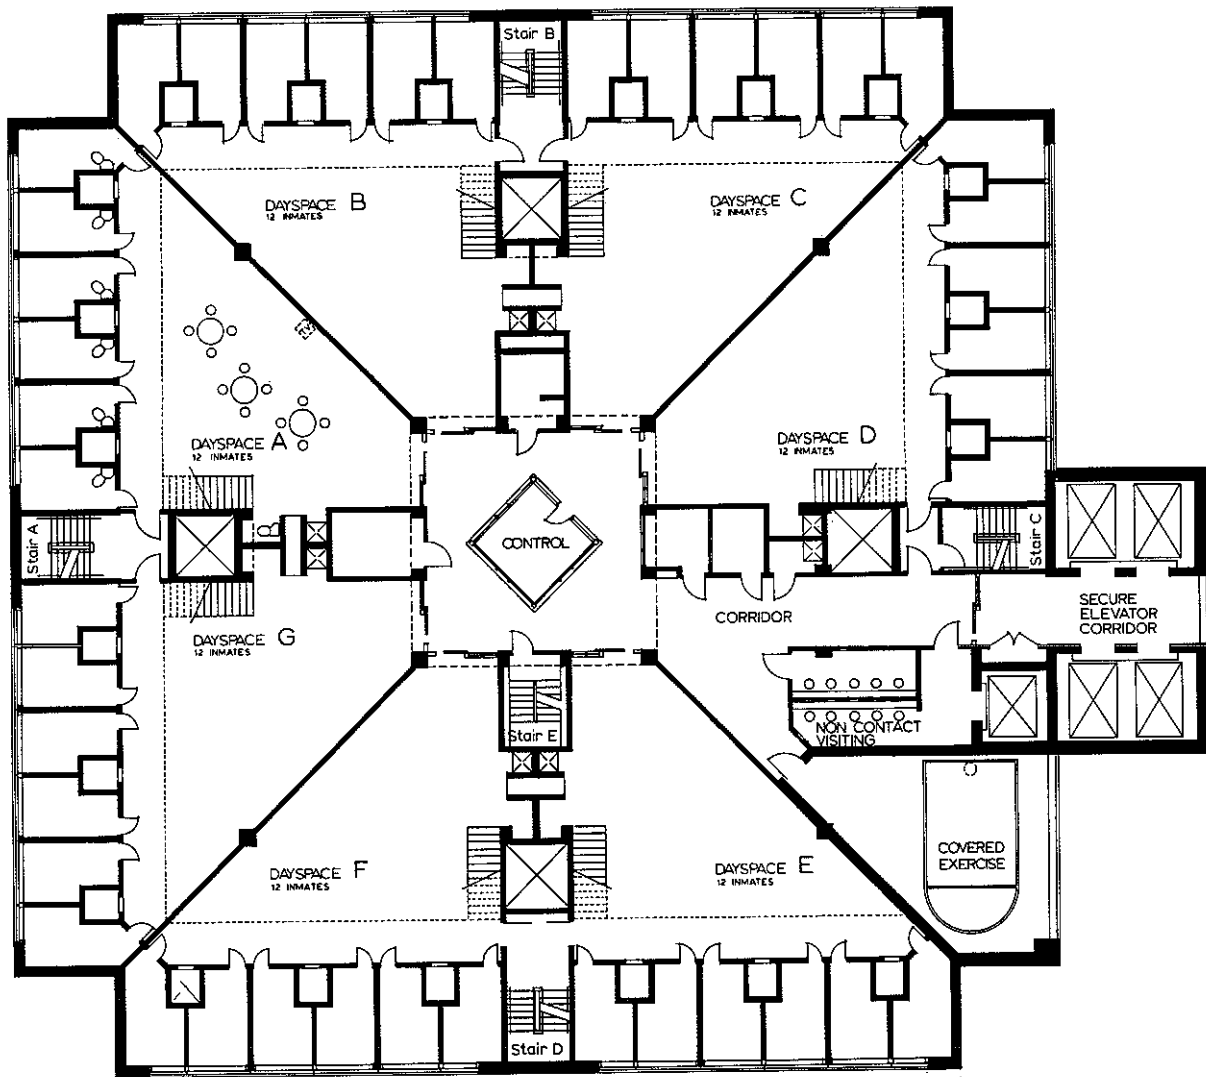 Stair B
DAYSPACE B
12 INMATES
DAYSPACE C
12 INMATES
TV
DAYSPACE A
12 INMATES
DAYSPACE D
12 INMATES
Stair A
CONTROL
Stair C
DAYSPACE G
12 INMATES
CORRIDOR
SECURE
ELEVATOR
CORRIDOR
Stair E
NON CONTACT
VISITING
DAYSPACE F
12 INMATES
DAYSPACE E
12 INMATES
COVERED
EXERCISE
Stair D